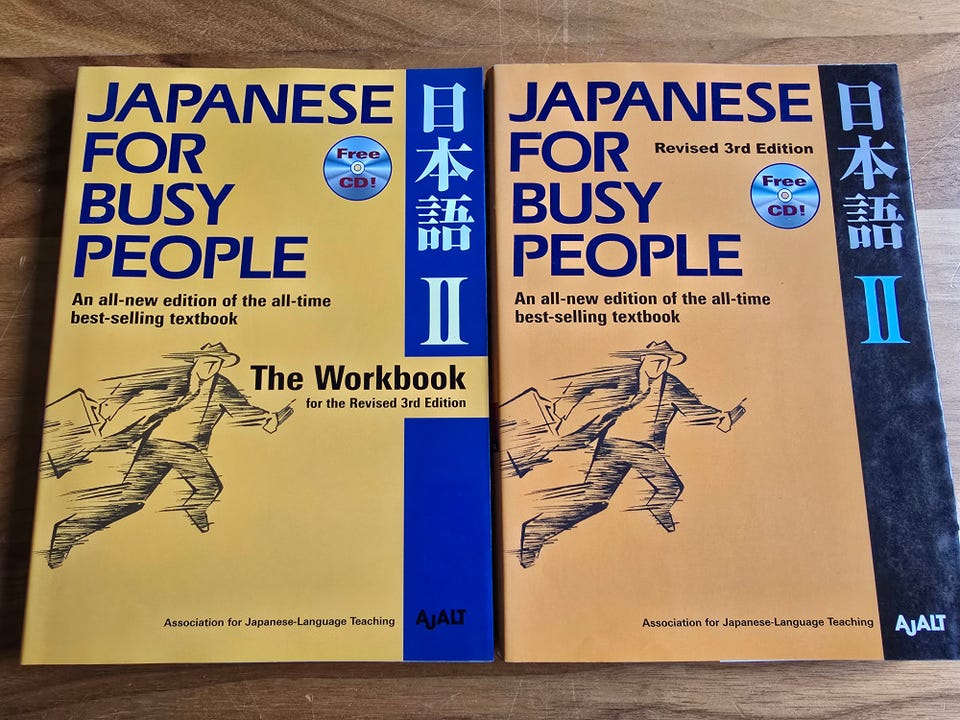 JAPANESE
FOR
BUSY
PEOPLE
Free
CD!
An all-new edition of the all-time
best-selling textbook
The Workbook
for the Revised 3rd Edition
Association for Japanese-Language Teaching
日本語 II
AJALT
JAPANESE
FOR
Revised 3rd Edition
BUSY
PEOPLE
Free
CD!
An all-new edition of the all-time
best-selling textbook
Association for Japanese-Language Teaching
日本語 II
AJALT